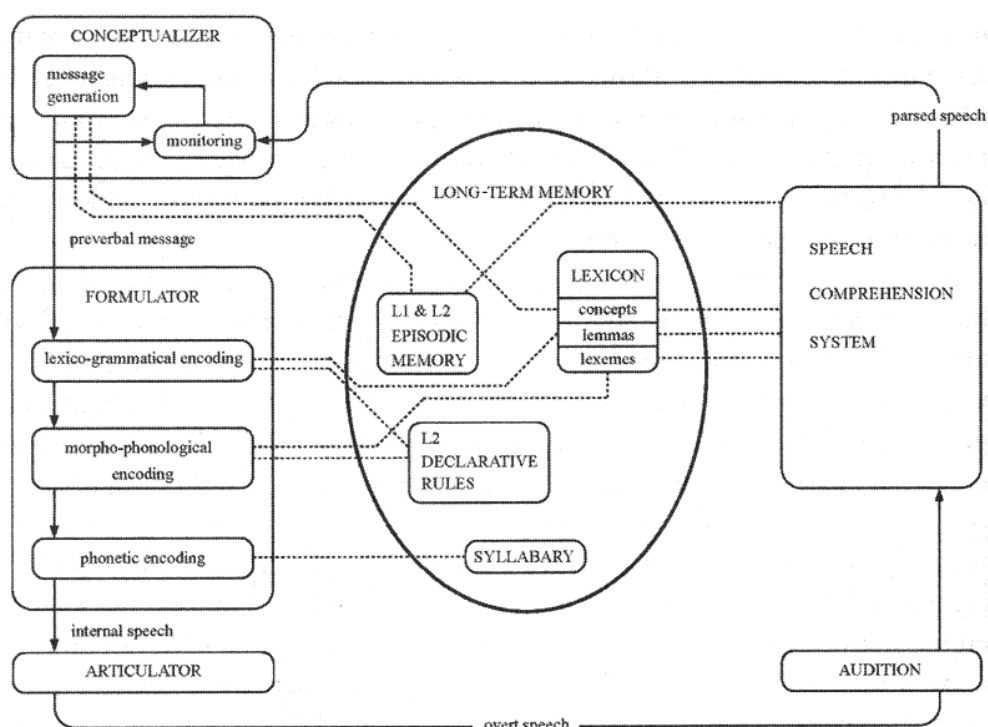 CONCEPTUALIZER
message
generation
monitoring
parsed speech
LONG-TERM MEMORY
preverbal message
FORMULATOR
lexico-grammatical encoding
morpho-phonological
encoding
phonetic encoding
internal speech
ARTICULATOR
L1 & L2
EPISODIC
MEMORY
LEXICON
concepts
lemmas
lexemes
L2
DECLARATIVE
RULES
SYLLABARY
SPEECH
COMPREHENSION
SYSTEM
AUDITION
overt speech